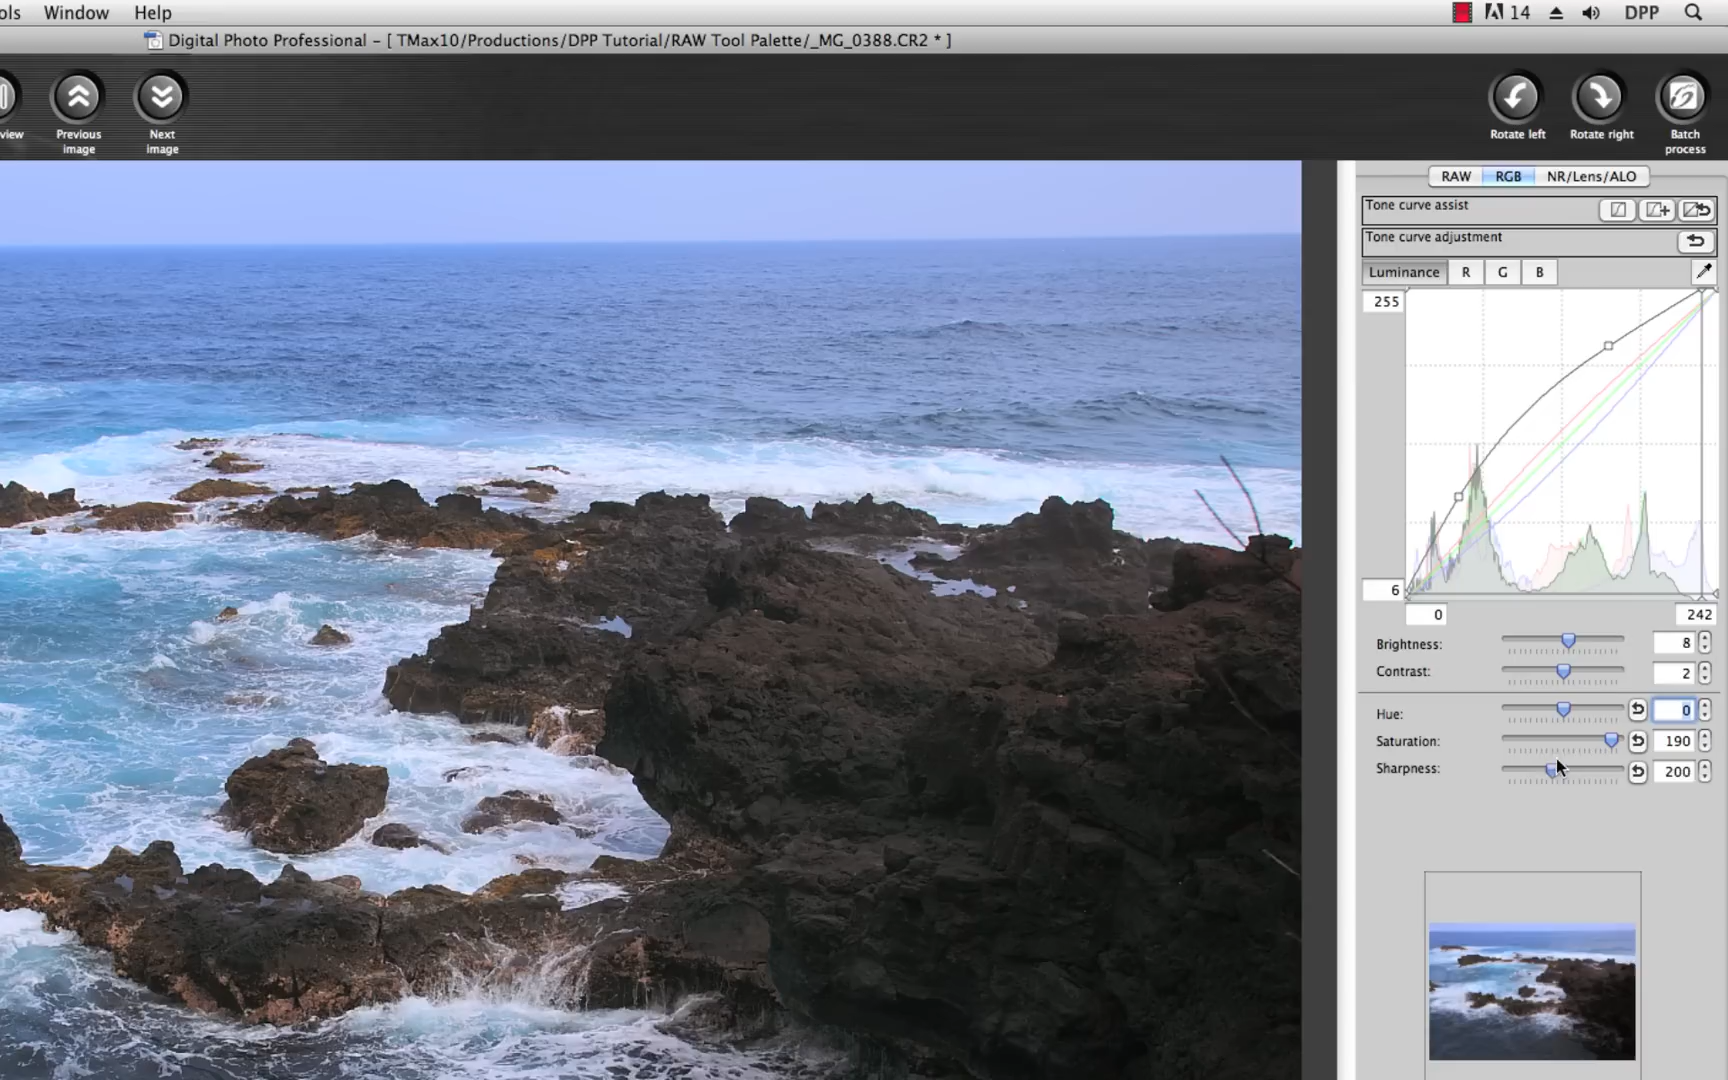 ols Window Help
14 DPP
Digital Photo Professional – [ TMax10/Productions/DPP Tutorial/RAW Tool Palette/_MG_0388.CR2 * ]
view
Previous image
Next image
Rotate left
Rotate right
Batch process
RAW RGB NR/Lens/ALO
Tone curve assist
Tone curve adjustment
Luminance R G B
255
6
0
242
Brightness: 8
Contrast: 2
Hue: 0
Saturation: 190
Sharpness: 200